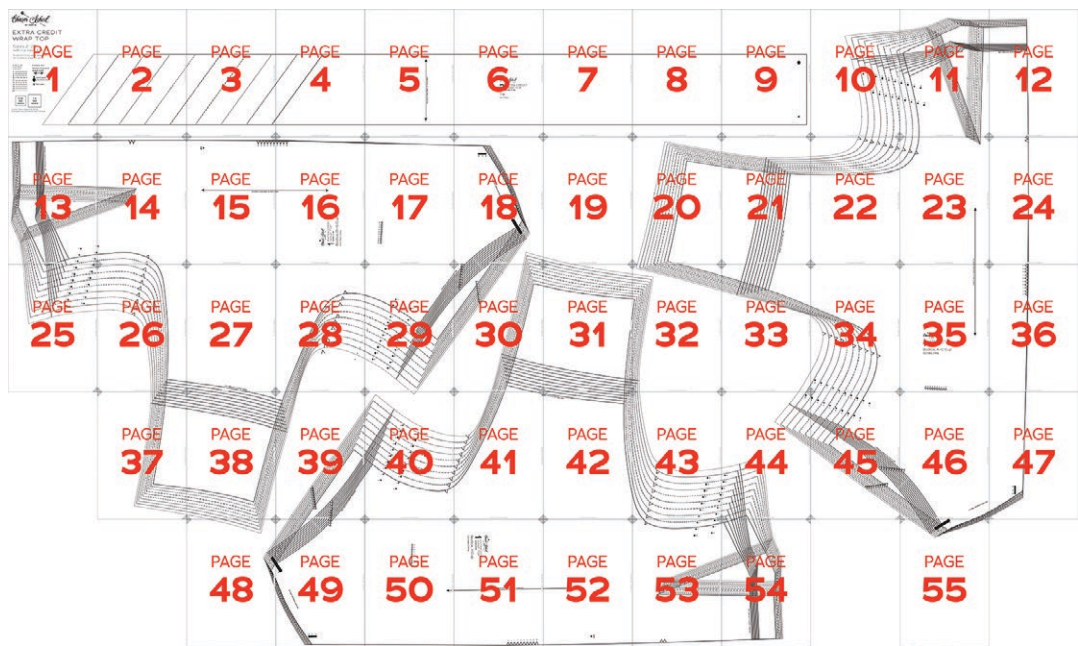 EXTRA CREDIT
WRAP TOP
PAGE 1
PAGE 2
PAGE 3
PAGE 4
PAGE 5
PAGE 6
PAGE 7
PAGE 8
PAGE 9
PAGE 10
PAGE 11
PAGE 12
PAGE 13
PAGE 14
PAGE 15
PAGE 16
PAGE 17
PAGE 18
PAGE 19
PAGE 20
PAGE 21
PAGE 22
PAGE 23
PAGE 24
PAGE 25
PAGE 26
PAGE 27
PAGE 28
PAGE 29
PAGE 30
PAGE 31
PAGE 32
PAGE 33
PAGE 34
PAGE 35
PAGE 36
PAGE 37
PAGE 38
PAGE 39
PAGE 40
PAGE 41
PAGE 42
PAGE 43
PAGE 44
PAGE 45
PAGE 46
PAGE 47
PAGE 48
PAGE 49
PAGE 50
PAGE 51
PAGE 52
PAGE 53
PAGE 54
PAGE 55